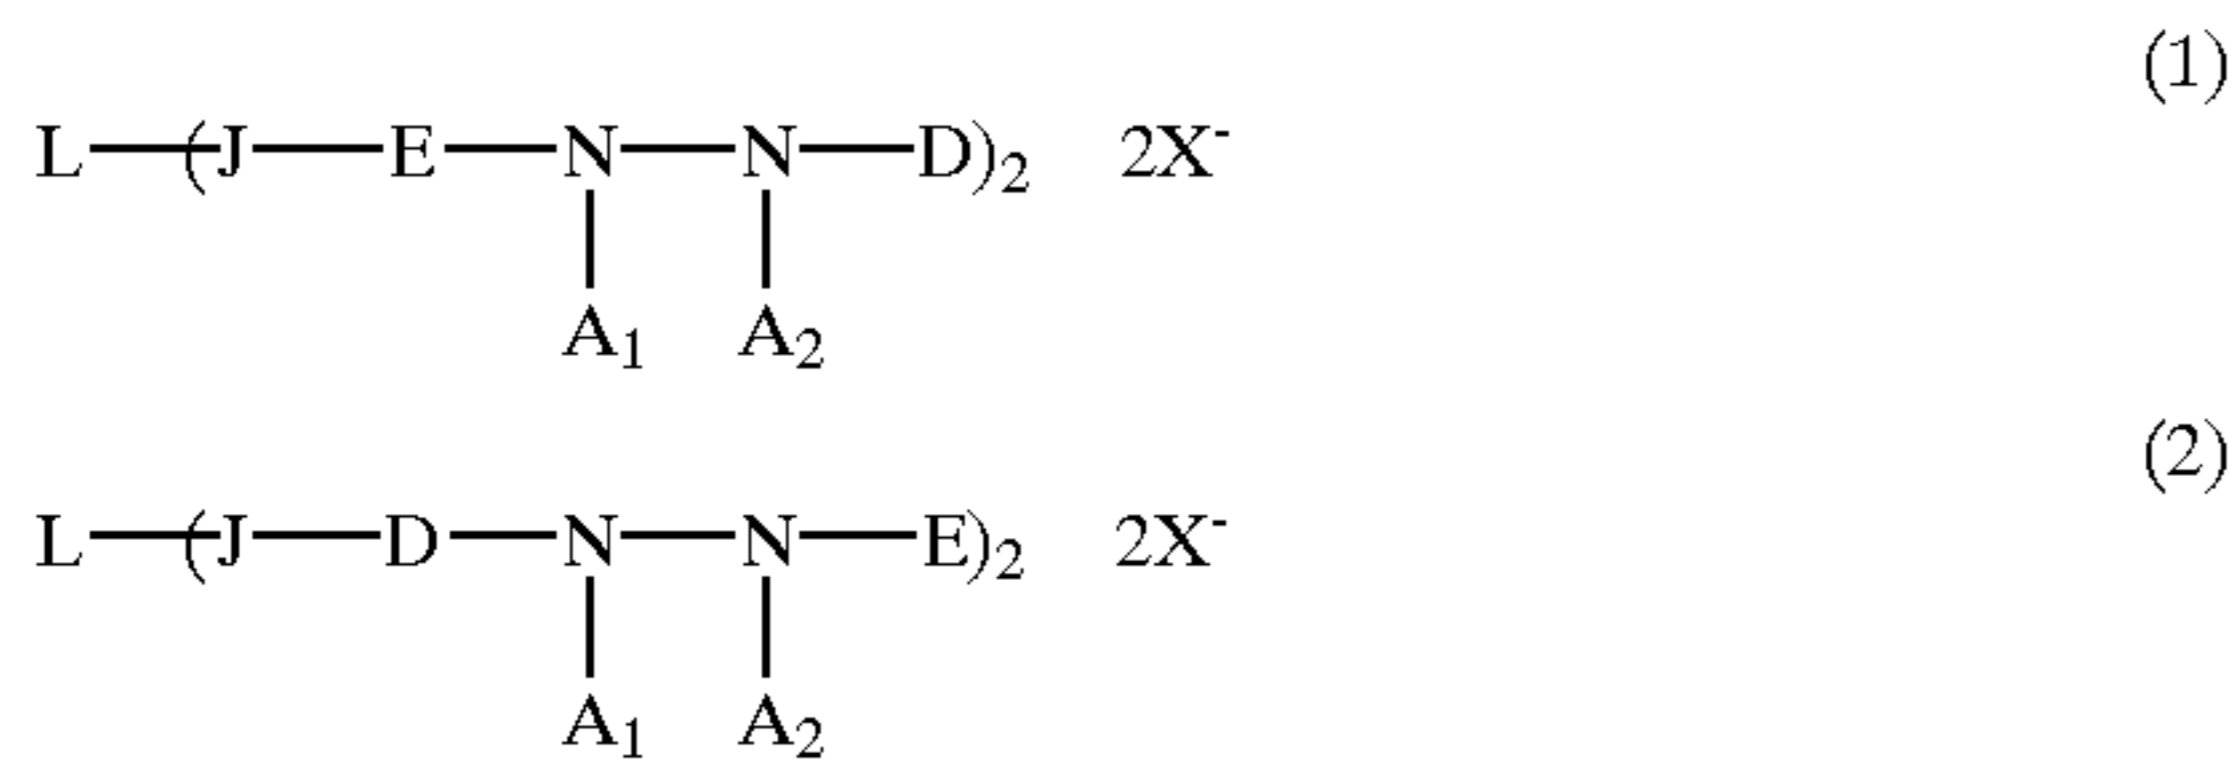 (1)
L—(J—E—N—N—D)₂ 2X⁻
A₁ A₂
(2)
L—(J—D—N—N—E)₂ 2X⁻
A₁ A₂